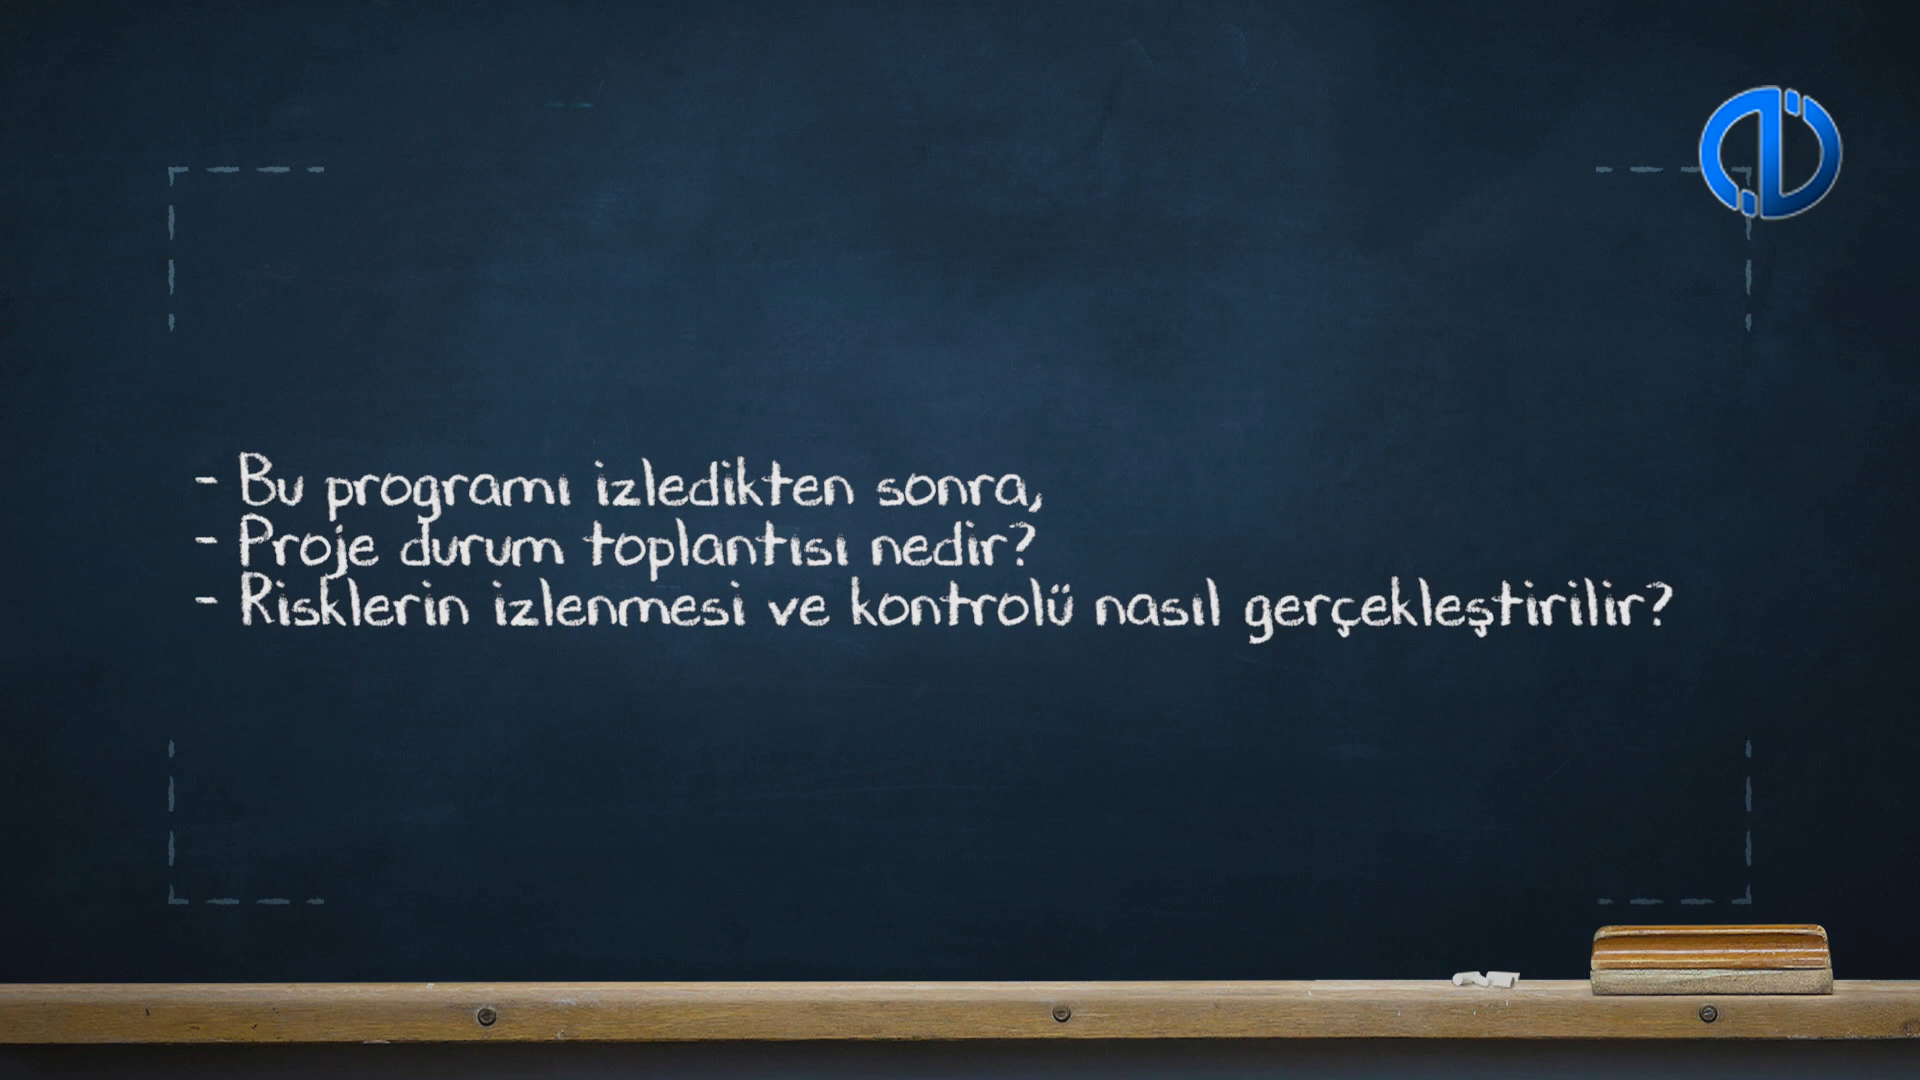 - Bu programı izledikten sonra,
- Proje durum toplantısı nedir?
- Risklerin izlenmesi ve kontrolü nasıl gerçekleştirilir?